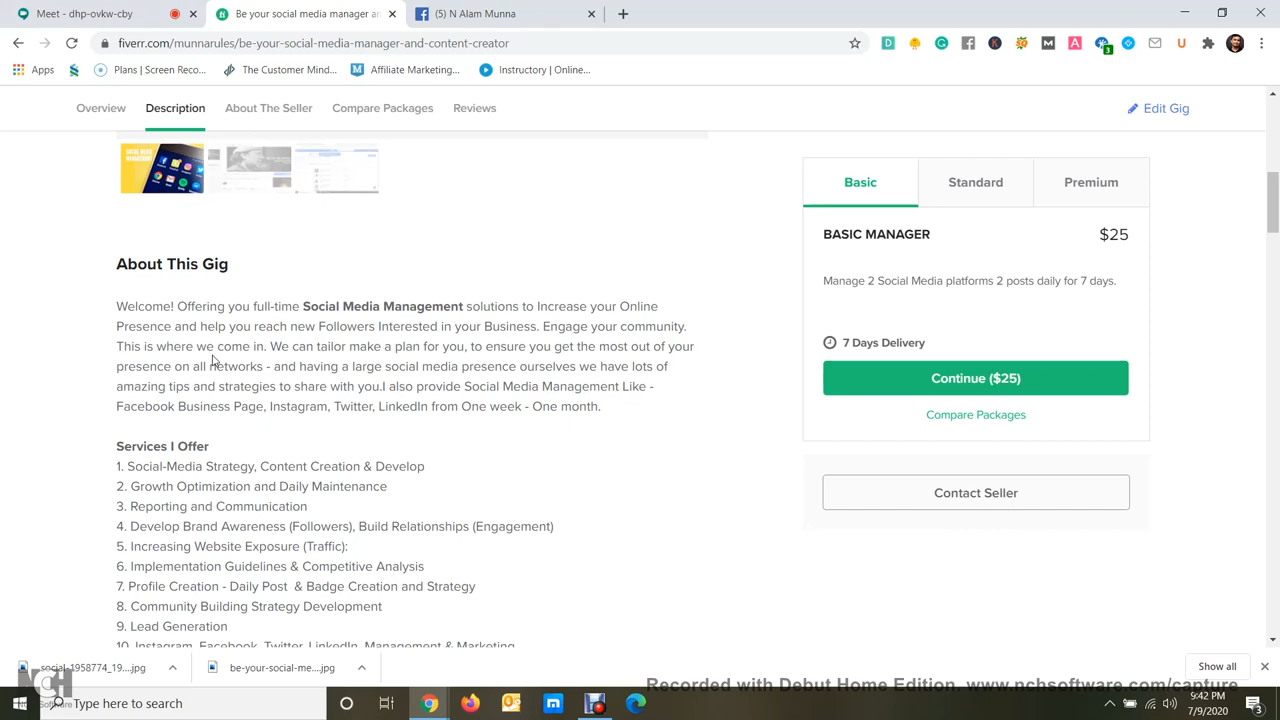 Meet - dhp-ovkw-cby
Be your social media manager an
(5) N Alam Munna
fiverr.com/munnarules/be-your-social-media-manager-and-content-creator
Apps
Plans | Screen Reco...
The Customer Mind...
Affiliate Marketing...
Instructory | Online...
Overview
Description
About The Seller
Compare Packages
Reviews
Edit Gig
Basic
Standard
Premium
BASIC MANAGER
$25
Manage 2 Social Media platforms 2 posts daily for 7 days.
7 Days Delivery
Continue ($25)
Compare Packages
Contact Seller
About This Gig
Welcome! Offering you full-time Social Media Management solutions to Increase your Online
Presence and help you reach new Followers Interested in your Business. Engage your community.
This is where we come in. We can tailor make a plan for you, to ensure you get the most out of your
presence on all networks - and having a large social media presence ourselves we have lots of
amazing tips and strategies to share with you.I also provide Social Media Management Like -
Facebook Business Page, Instagram, Twitter, LinkedIn from One week - One month.
Services I Offer
1. Social-Media Strategy, Content Creation & Develop
2. Growth Optimization and Daily Maintenance
3. Reporting and Communication
4. Develop Brand Awareness (Followers), Build Relationships (Engagement)
5. Increasing Website Exposure (Traffic):
6. Implementation Guidelines & Competitive Analysis
7. Profile Creation - Daily Post & Badge Creation and Strategy
8. Community Building Strategy Development
9. Lead Generation
10. Instagram, Facebook, Twitter, LinkedIn, Management & Marketing
social-1958774_19....jpg
be-your-social-me....jpg
Show all
Recorded with Debut Home Edition. www.nchsoftware.com/capture
NCH Software
Type here to search
9:42 PM
7/9/2020
3